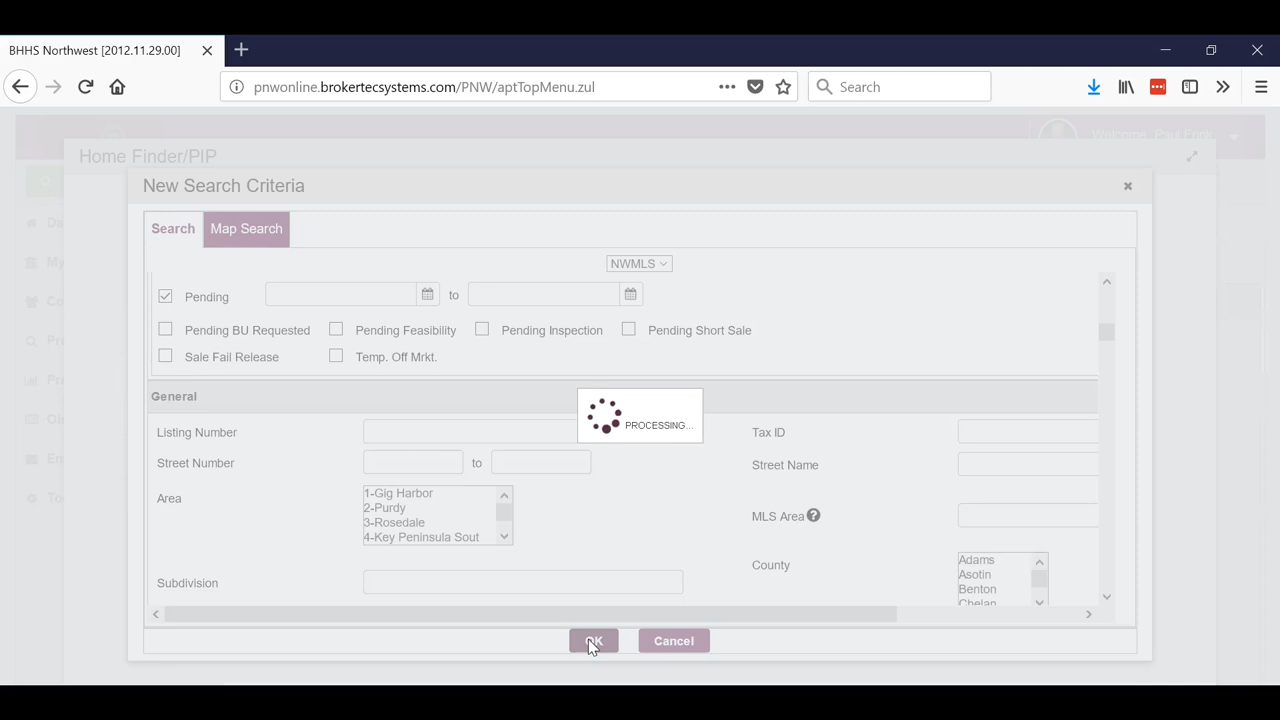 BHHS Northwest [2012.11.29.00]
pnwonline.brokertecsystems.com/PNW/aptTopMenu.zul
Search
Welcome, Paul
Home Finder/PIP
New Search Criteria
Search Map Search
NWMLS
Pending to
Pending BU Requested Pending Feasibility Pending Inspection Pending Short Sale
Sale Fail Release Temp. Off Mrkt.
General
PROCESSING...
Listing Number Tax ID
Street Number to Street Name
Area
1-Gig Harbor
2-Purdy
3-Rosedale
4-Key Peninsula Sout
MLS Area
County
Adams
Asotin
Benton
Chelan
Subdivision
OK Cancel